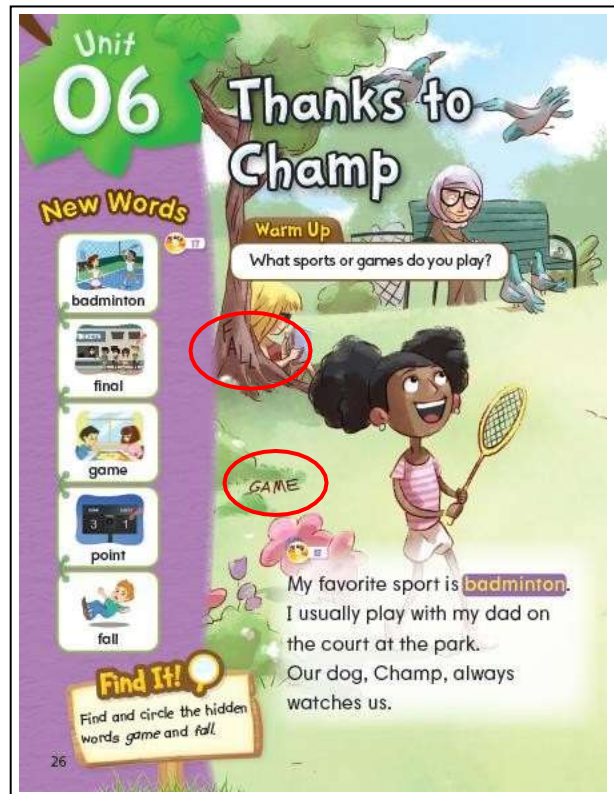 Unit
06
Thanks to
Champ
New Words
17
Warm Up
What sports or games do you play?
badminton
FALL
final
game
GAME
3 1
point
My favorite sport is badminton.
I usually play with my dad on
the court at the park.
Our dog, Champ, always
watches us.
fall
Find It!
Find and circle the hidden
words game and fall.
26